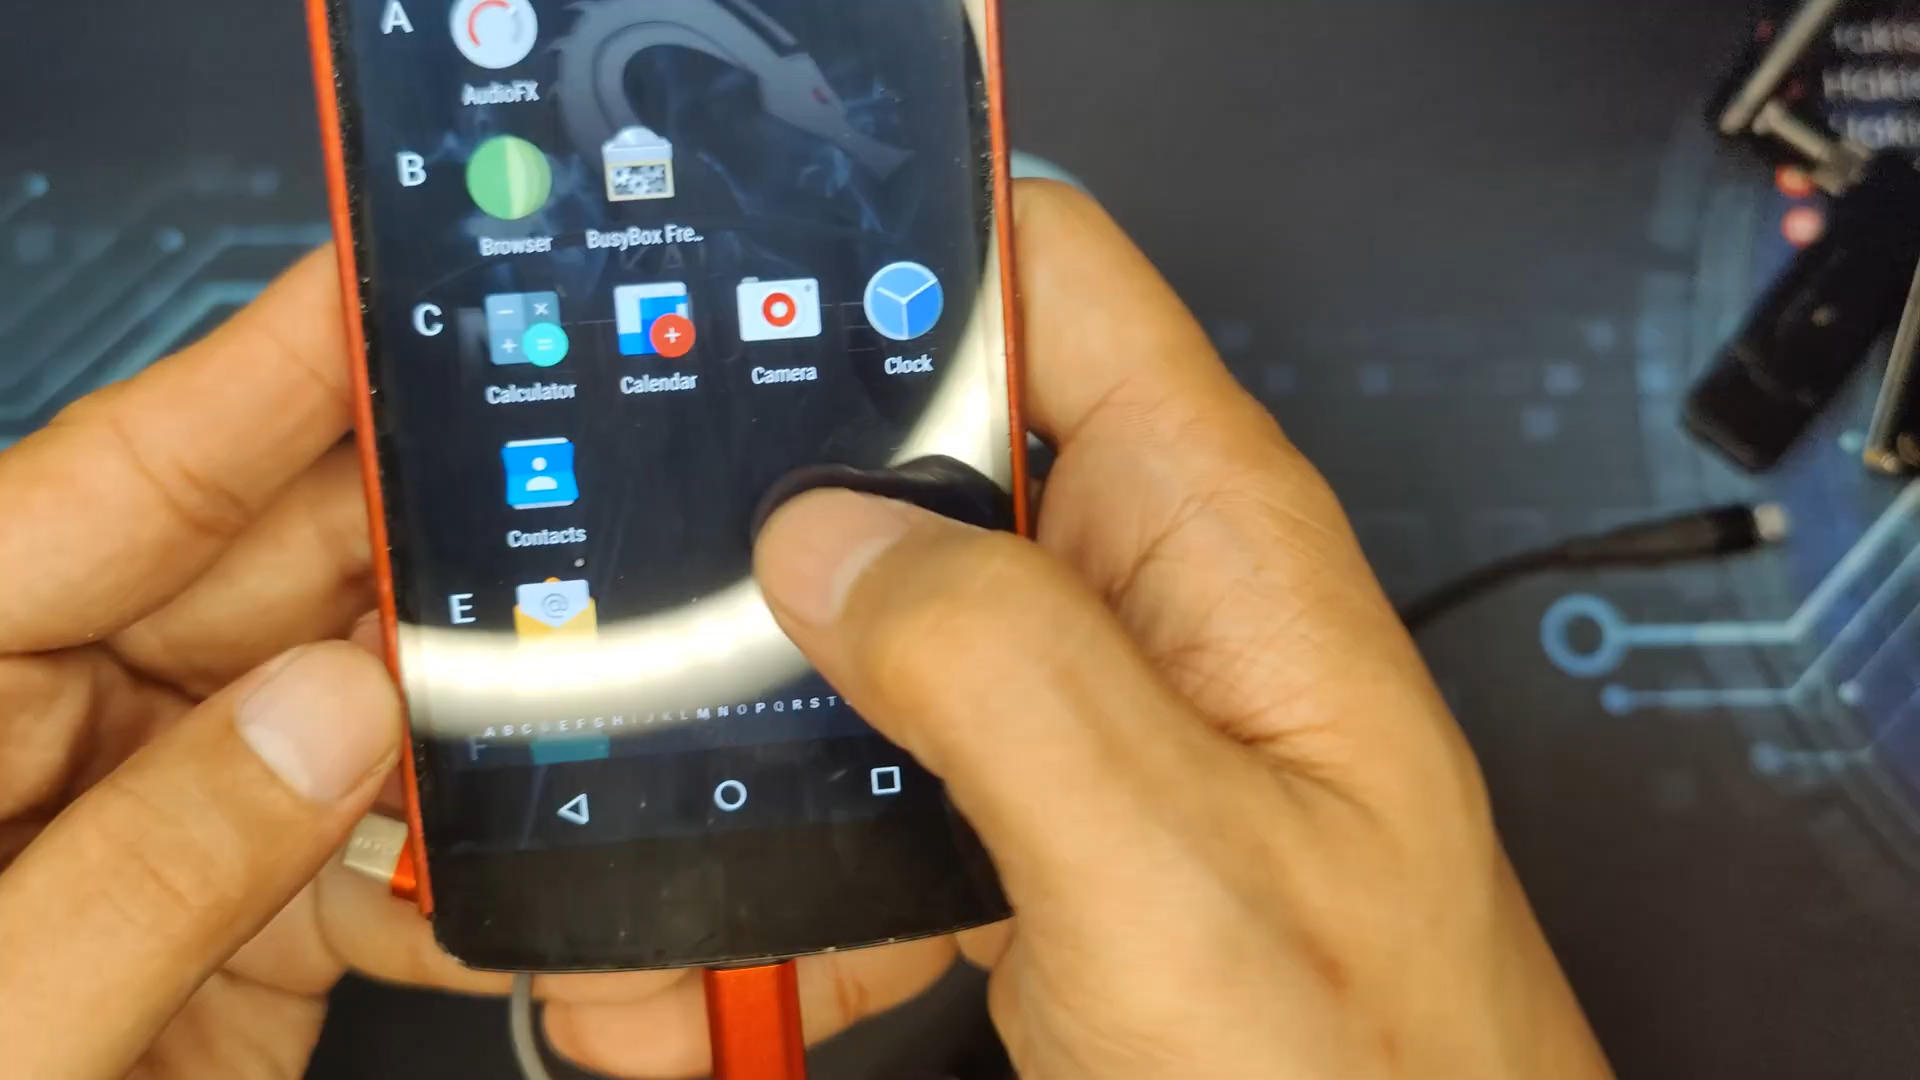 A
AudioFX
B
Browser
BusyBox Fre..
C
Calculator
Calendar
Camera
Clock
Contacts
E
@
A B C D E F G H I J K L M N O P Q R S T
F